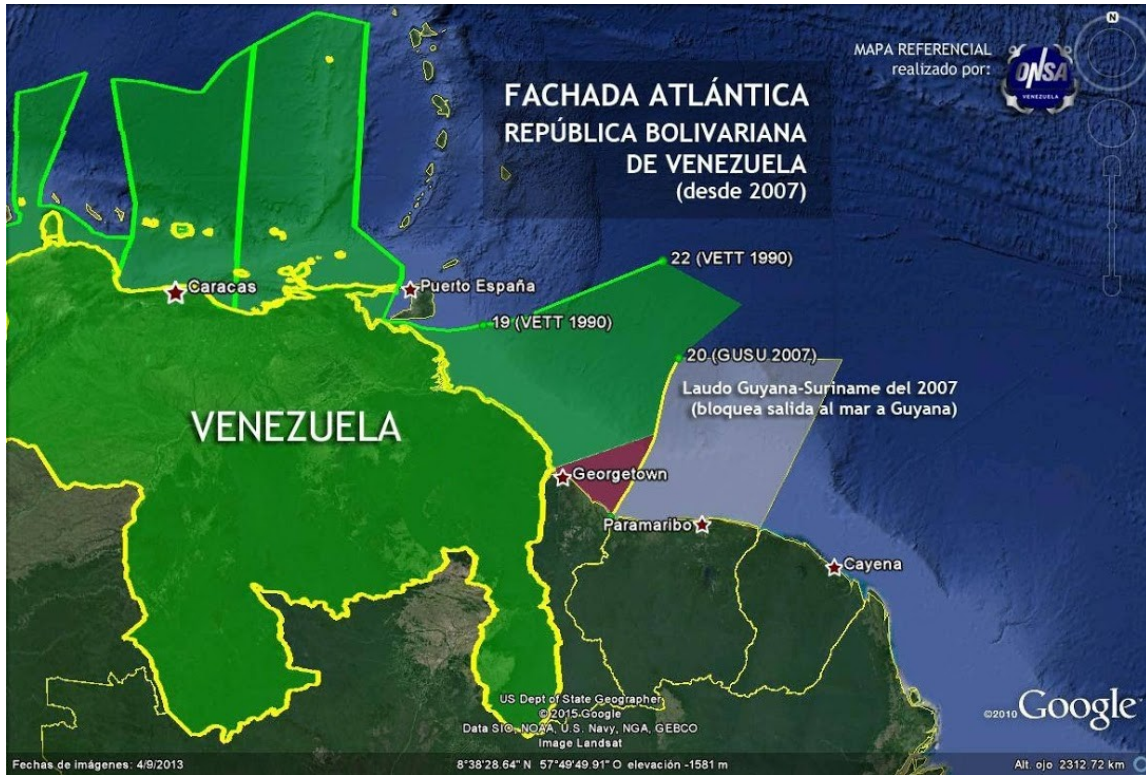 MAPA REFERENCIAL
realizado por:
ONSA
VENEZUELA
N
FACHADA ATLÁNTICA
REPÚBLICA BOLIVARIANA
DE VENEZUELA
(desde 2007)
22 (VETT 1990)
Caracas
Puerto España
19 (VETT 1990)
20 (GUSU 2007)
Laudo Guyana-Suriname del 2007
(bloquea salida al mar a Guyana)
VENEZUELA
Georgetown
Paramaribo
Cayena
US Dept of State Geographer
© 2015 Google
Data SIO, NOAA, U.S. Navy, NGA, GEBCO
Image Landsat
©2010 Google
Fechas de imágenes: 4/9/2013
8°38'28.64" N 57°49'49.91" O elevación -1581 m
Alt. ojo 2312.72 km